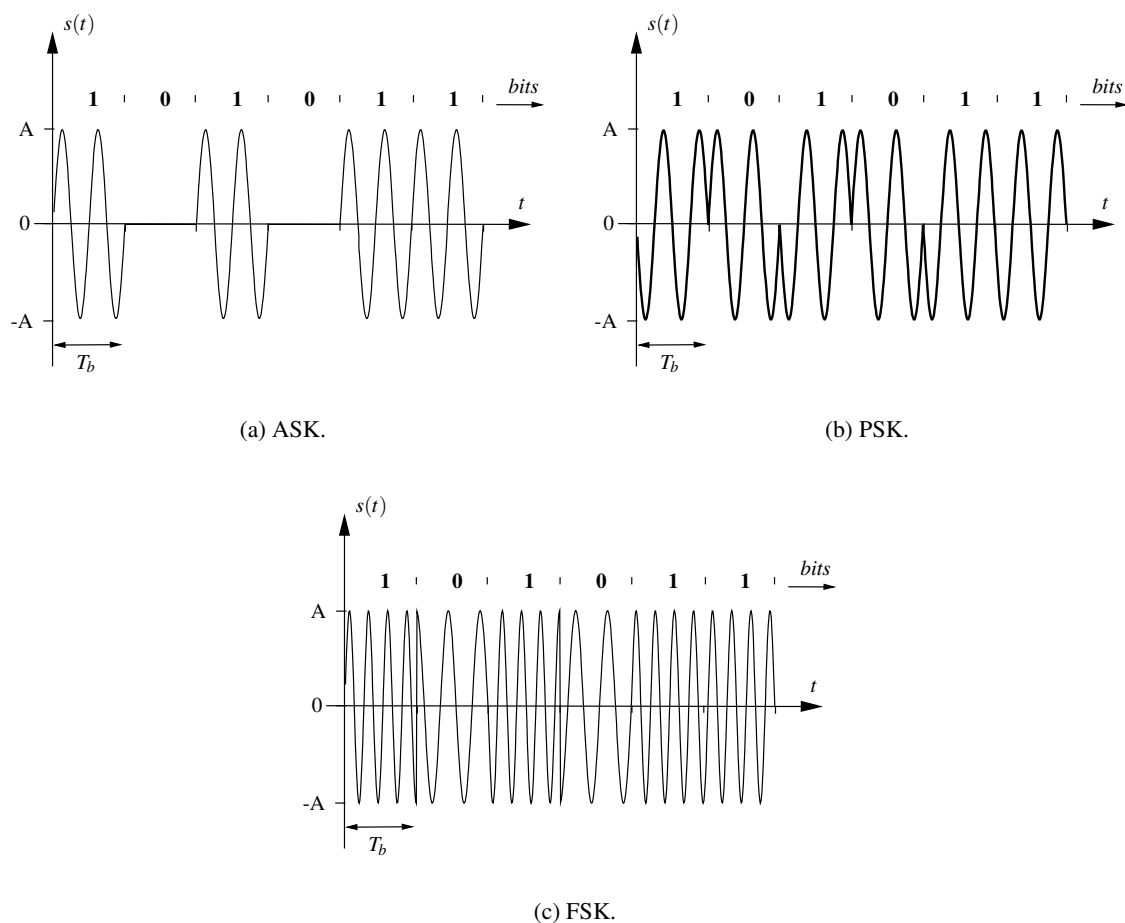 s(t)
1 0 1 0 1 1 bits
A
0 t
-A
T_b
(a) ASK.
s(t)
1 0 1 0 1 1 bits
A
0 t
-A
T_b
(b) PSK.
s(t)
1 0 1 0 1 1 bits
A
0 t
-A
T_b
(c) FSK.